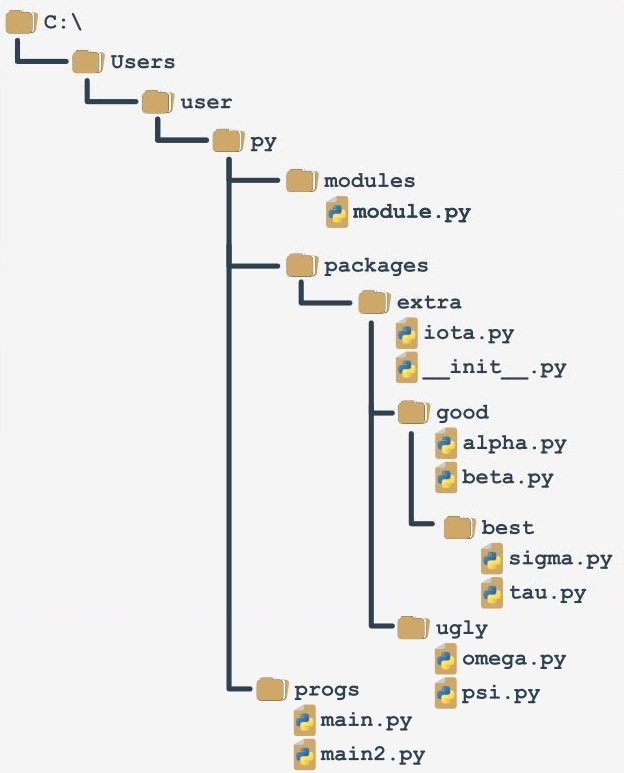 C:\
Users
user
py
modules
module.py
packages
extra
iota.py
__init__.py
good
alpha.py
beta.py
best
sigma.py
tau.py
ugly
omega.py
psi.py
progs
main.py
main2.py